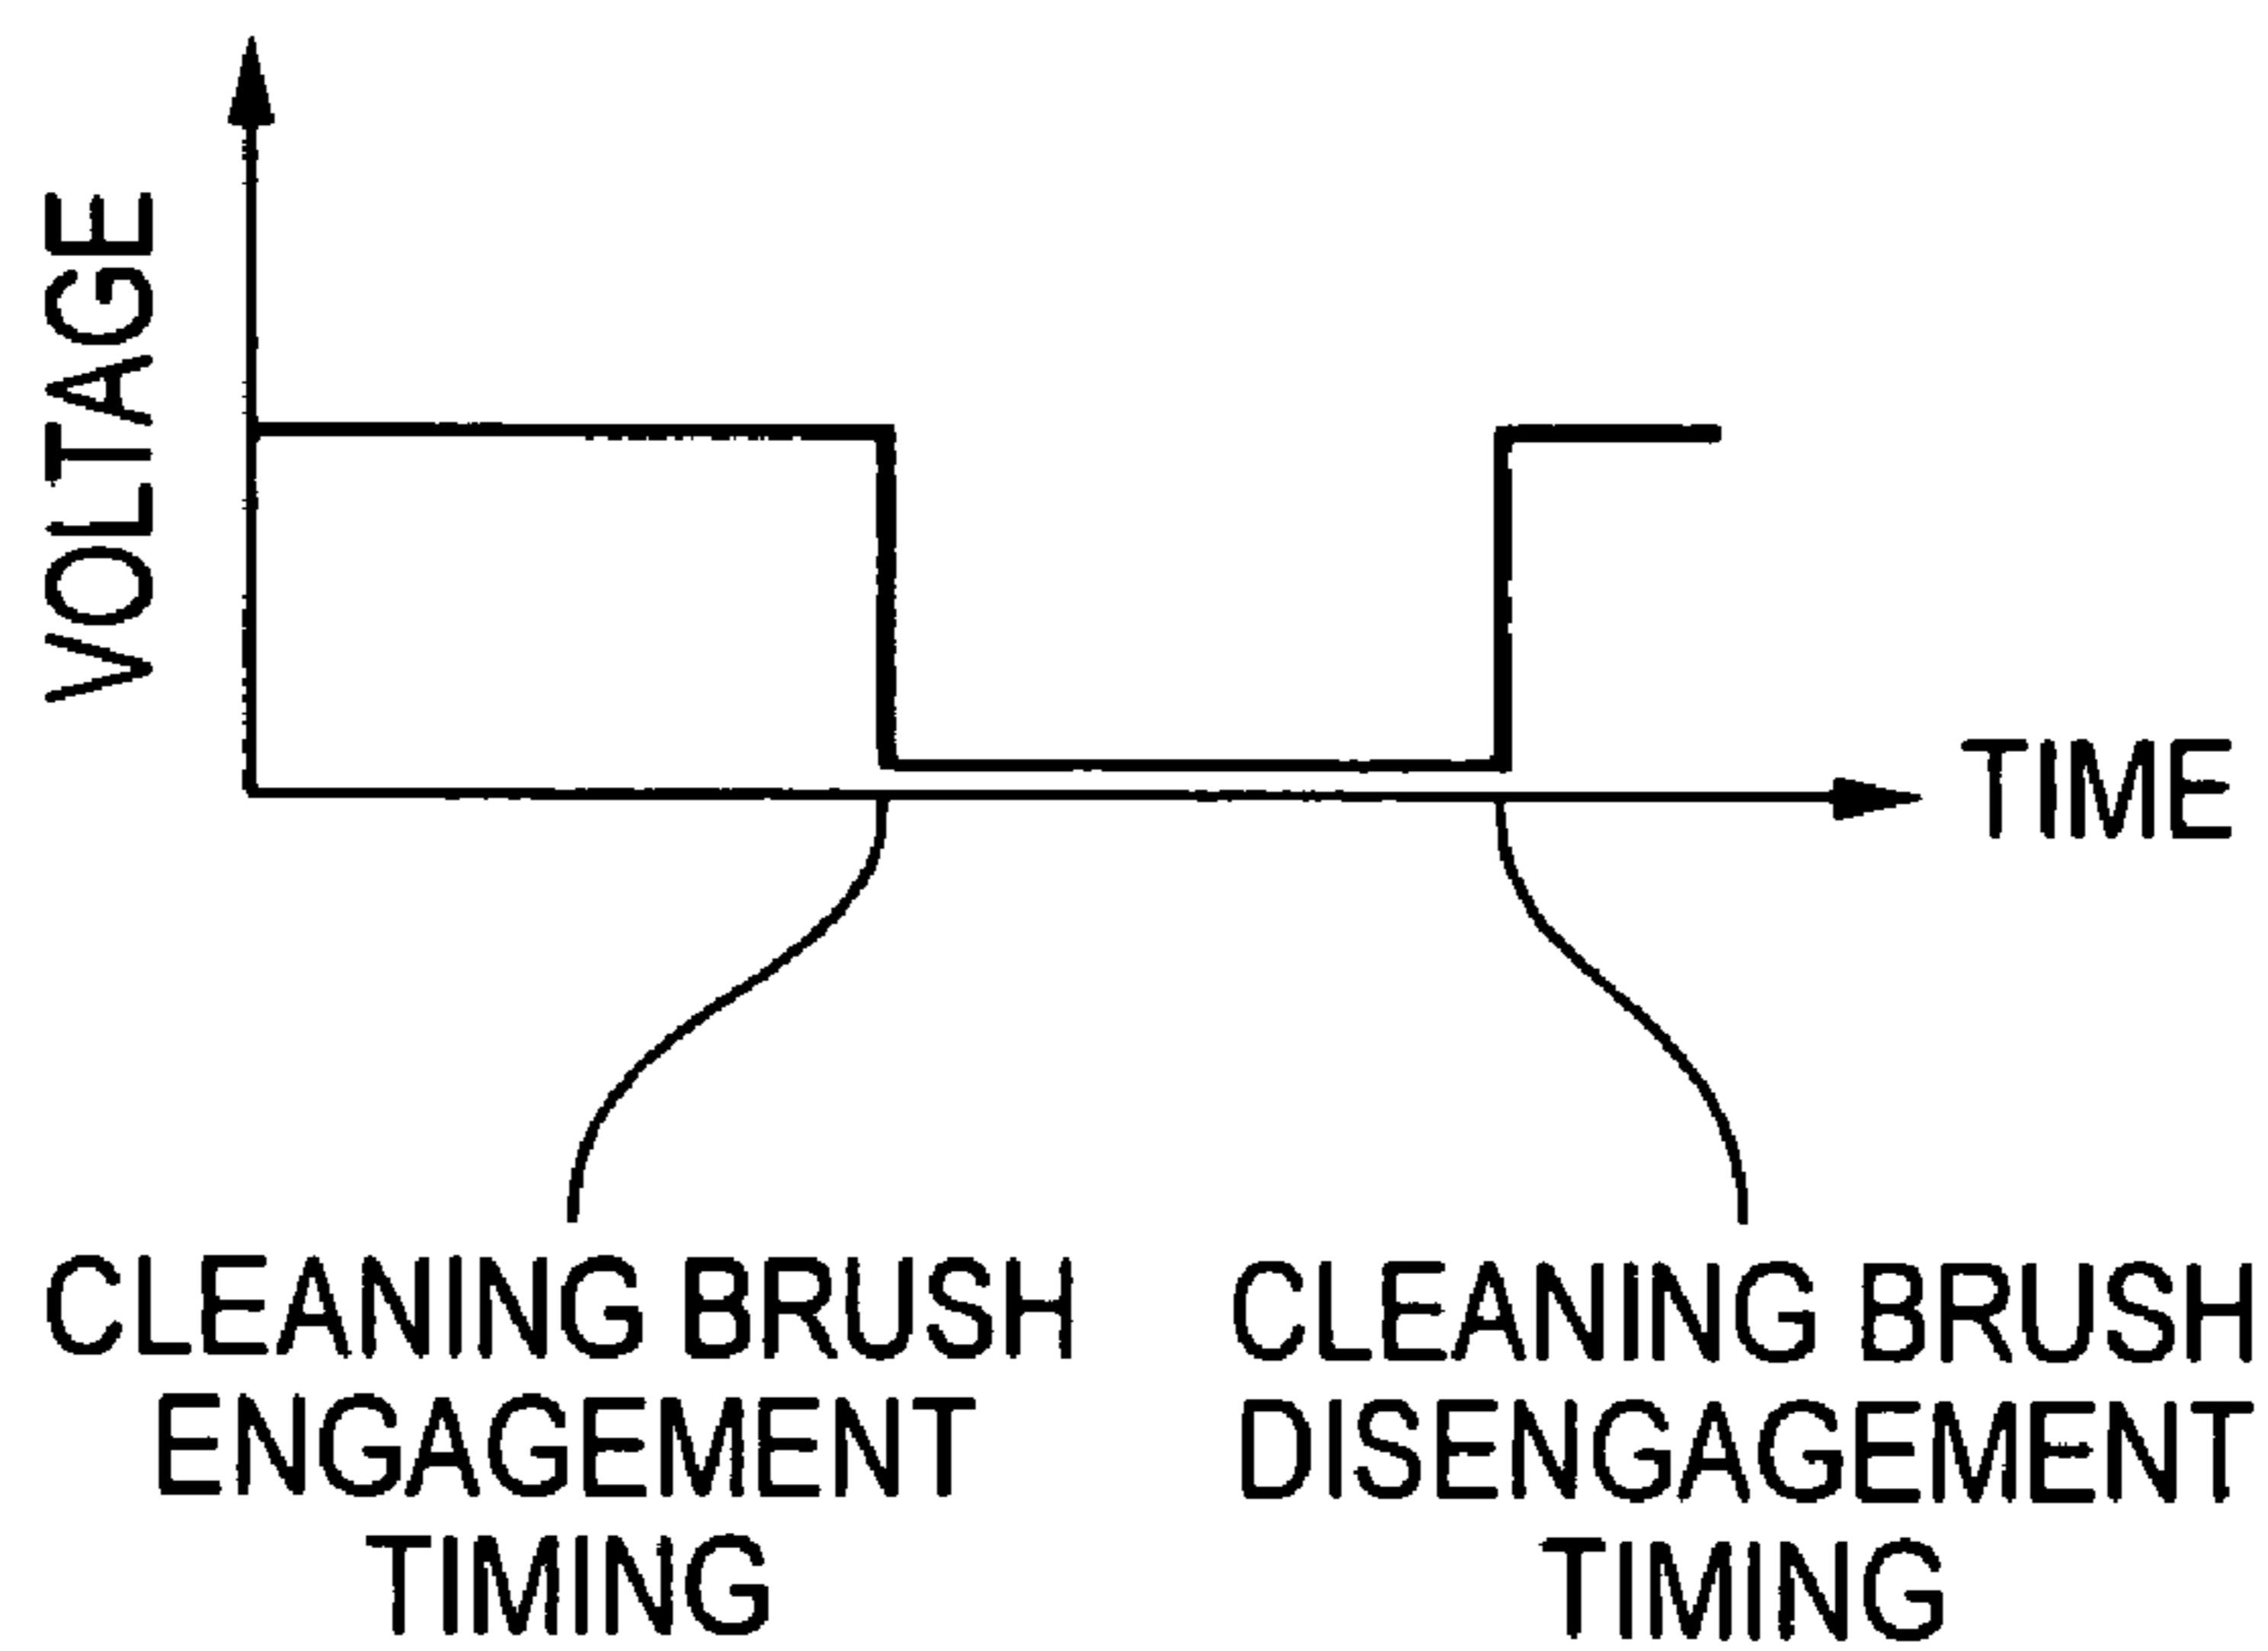 VOLTAGE
TIME
CLEANING BRUSH
ENGAGEMENT
TIMING
CLEANING BRUSH
DISENGAGEMENT
TIMING